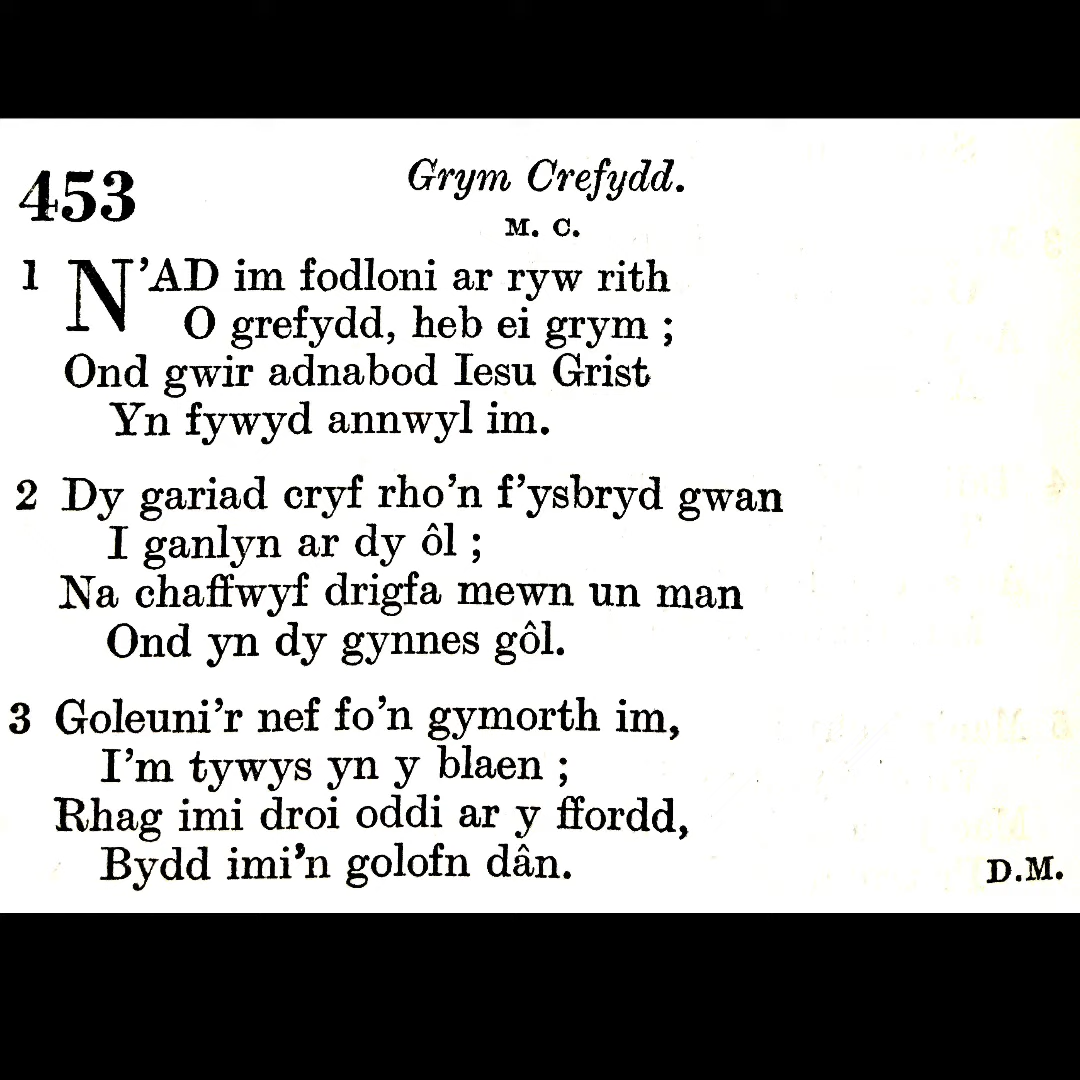 453
Grym Crefydd.
M. C.
1 N'AD im fodloni ar ryw rith
O grefydd, heb ei grym ;
Ond gwir adnabod Iesu Grist
Yn fywyd annwyl im.
2 Dy gariad cryf rho'n f'ysbryd gwan
I ganlyn ar dy ôl ;
Na chaffwyf drigfa mewn un man
Ond yn dy gynnes gôl.
3 Goleuni'r nef fo'n gymorth im,
I'm tywys yn y blaen ;
Rhag imi droi oddi ar y ffordd,
Bydd imi'n golofn dân.
D.M.